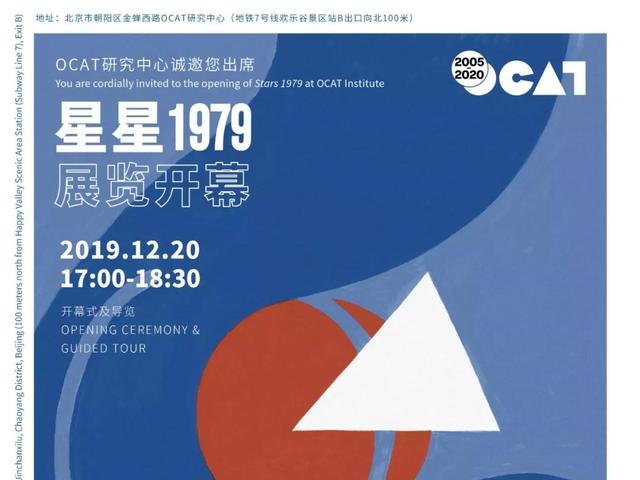 地址：北京市朝阳区金蝉西路OCAT研究中心（地铁7号线欢乐谷景区站B出口向北100米）
OCAT研究中心诚邀您出席
You are cordially invited to the opening of Stars 1979 at OCAT Institute
2005
2020
OCAT
星星1979
展览开幕
2019.12.20
17:00-18:30
开幕式及导览
OPENING CEREMONY &
GUIDED TOUR
Jinchanxilu, Chaoyang District, Beijing (100 meters north from Happy Valley Scenic Area Station (Subway Line 7), Exit B)